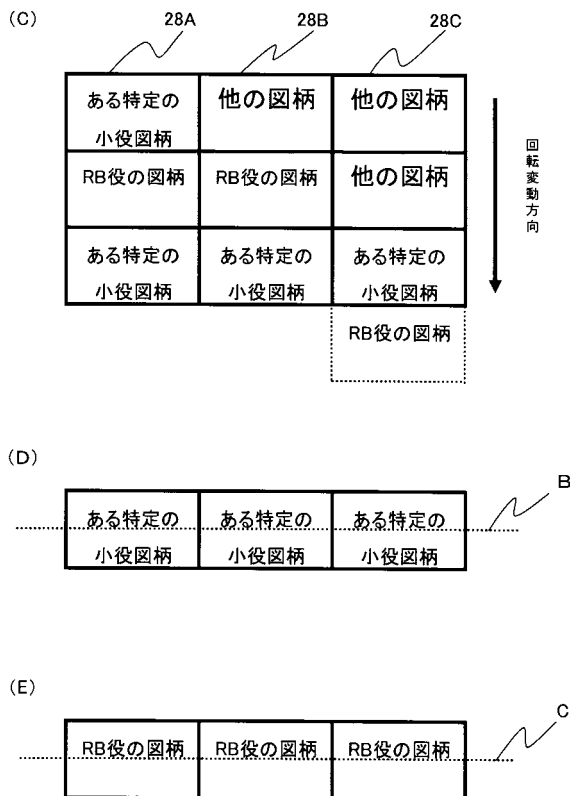 (C)
28A 28B 28C
ある特定の 他の図柄 他の図柄
小役図柄
RB役の図柄 RB役の図柄 他の図柄
ある特定の ある特定の ある特定の
小役図柄 小役図柄 小役図柄
RB役の図柄
回転変動方向
(D)
B
ある特定の ある特定の ある特定の
小役図柄 小役図柄 小役図柄
(E)
C
RB役の図柄 RB役の図柄 RB役の図柄